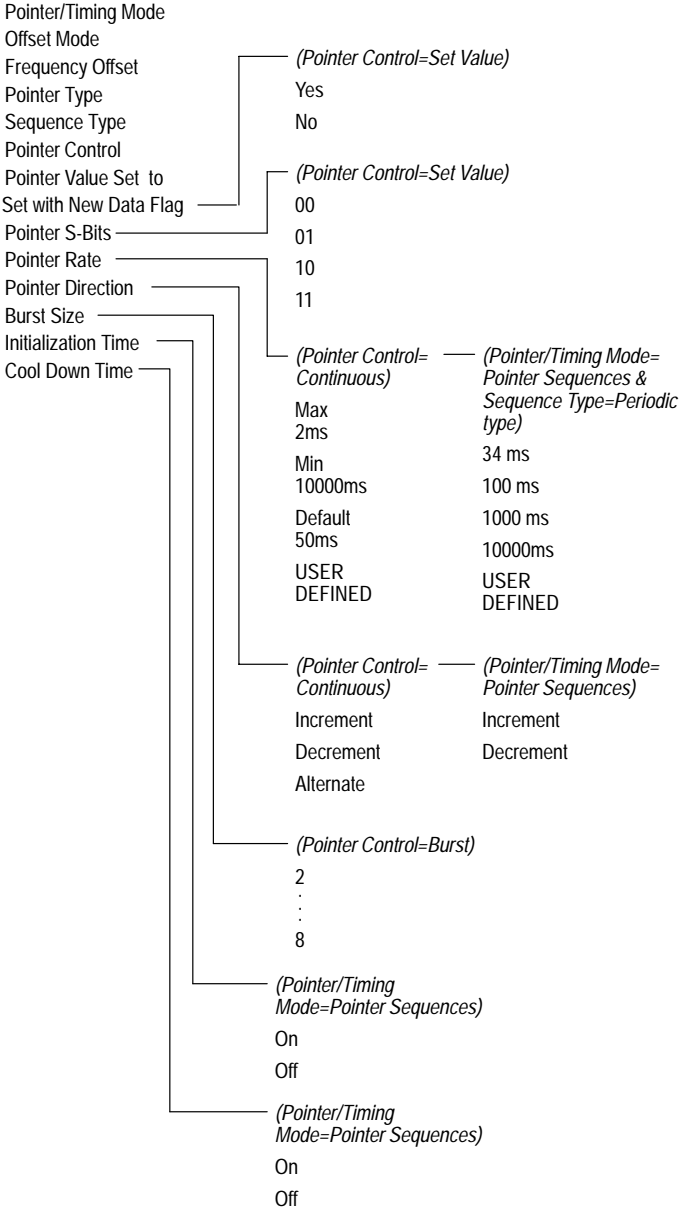 Pointer/Timing Mode
Offset Mode
Frequency Offset
Pointer Type
Sequence Type
Pointer Control
Pointer Value Set to
Set with New Data Flag
Pointer S-Bits
Pointer Rate
Pointer Direction
Burst Size
Initialization Time
Cool Down Time
(Pointer Control=Set Value)
Yes
No
(Pointer Control=Set Value)
00
01
10
11
(Pointer Control=
Continuous)
Max
2ms
Min
10000ms
Default
50ms
USER
DEFINED
(Pointer/Timing Mode=
Pointer Sequences &
Sequence Type=Periodic
type)
34 ms
100 ms
1000 ms
10000ms
USER
DEFINED
(Pointer Control=
Continuous)
Increment
Decrement
Alternate
(Pointer/Timing Mode=
Pointer Sequences)
Increment
Decrement
(Pointer Control=Burst)
2
.
.
.
8
(Pointer/Timing
Mode=Pointer Sequences)
On
Off
(Pointer/Timing
Mode=Pointer Sequences)
On
Off